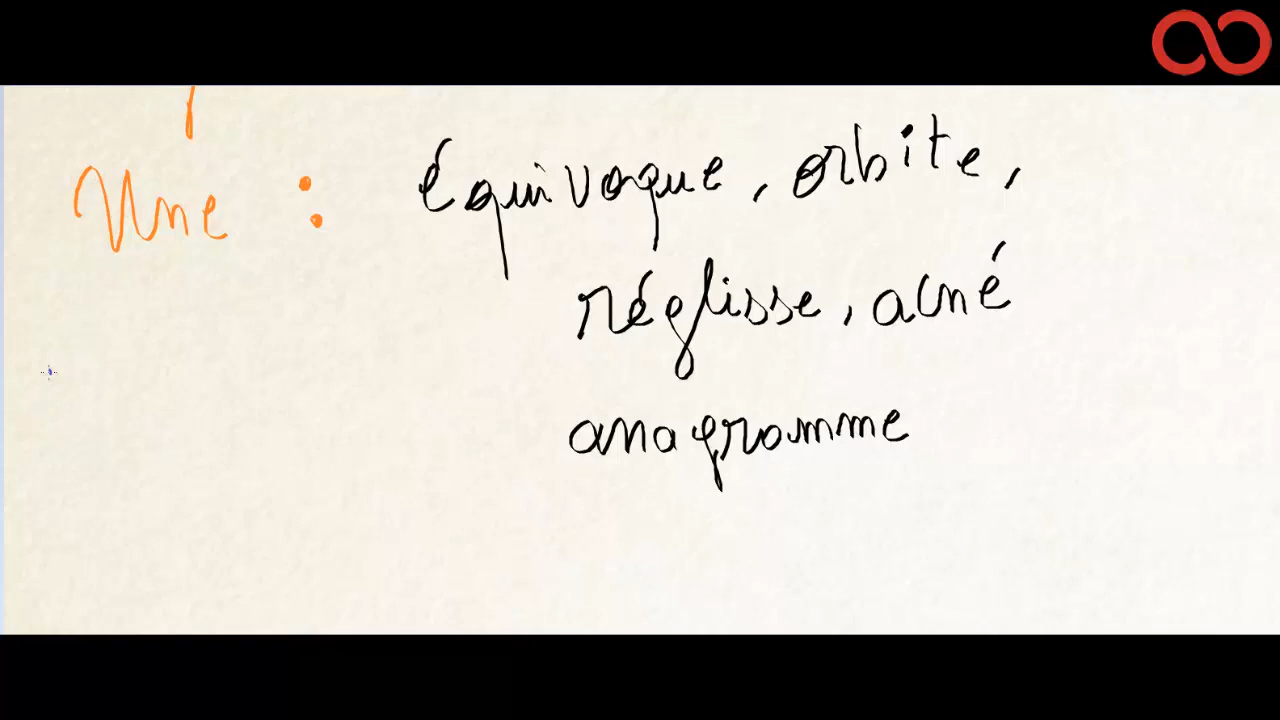 Une : équivoque, orbite,
réglisse, acné
anagramme